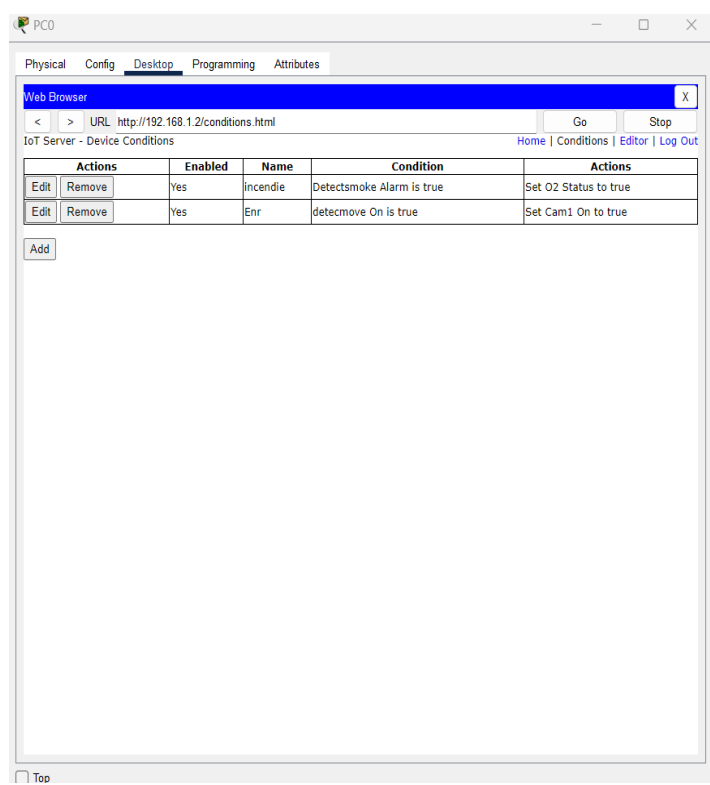 PC0
Physical Config Desktop Programming Attributes
Web Browser X
< > URL http://192.168.1.2/conditions.html Go Stop
IoT Server - Device Conditions Home | Conditions | Editor | Log Out
Actions Enabled Name Condition Actions
Edit Remove Yes incendie Detectsmoke Alarm is true Set O2 Status to true
Edit Remove Yes Enr detecmove On is true Set Cam1 On to true
Add
Top